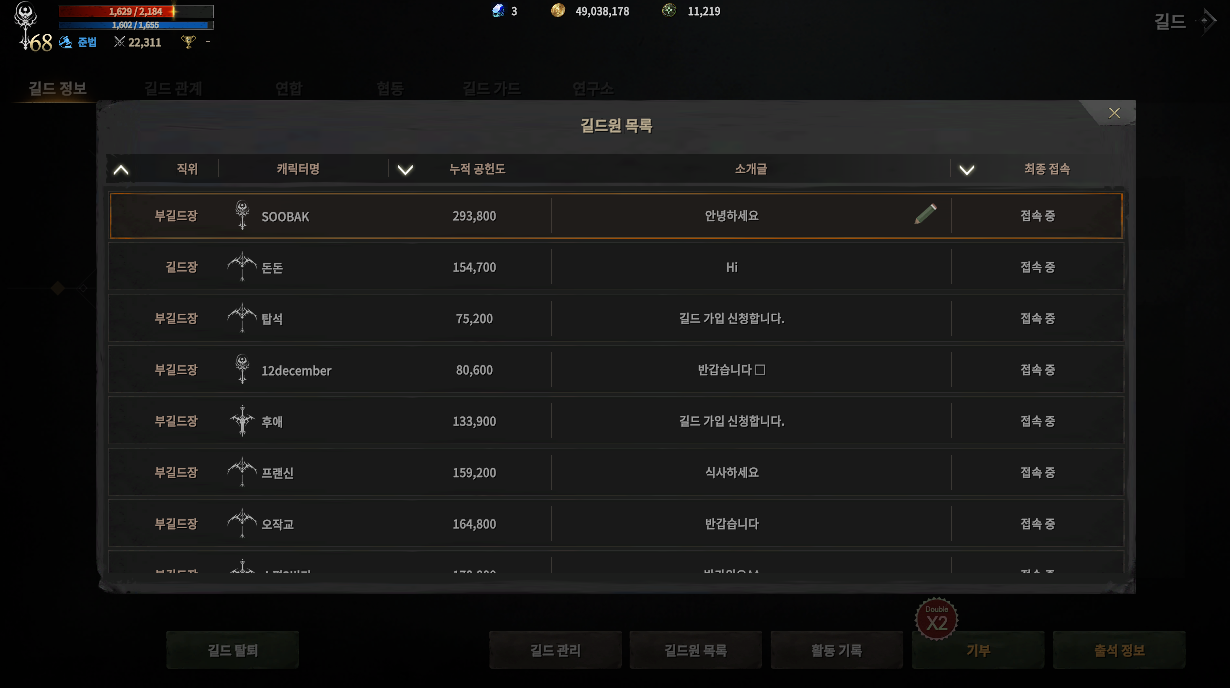 1,629 / 2,184
1,602 / 1,655
68 준법 22,311 -
3 49,038,178 11,219
길드
길드 정보 길드 관계 연합 협동 길드 가드 연구소
길드원 목록
직위 캐릭터명 누적 공헌도 소개글 최종 접속
부길드장 SOOBAK 293,800 안녕하세요 접속 중
길드장 돈돈 154,700 Hi 접속 중
부길드장 탑석 75,200 길드 가입 신청합니다. 접속 중
부길드장 12december 80,600 반갑습니다 □ 접속 중
부길드장 후에 133,900 길드 가입 신청합니다. 접속 중
부길드장 프랜신 159,200 식사하세요 접속 중
부길드장 오작교 164,800 반갑습니다 접속 중
Double
X2
길드 탈퇴 길드 관리 길드원 목록 활동 기록 기부 출석 정보